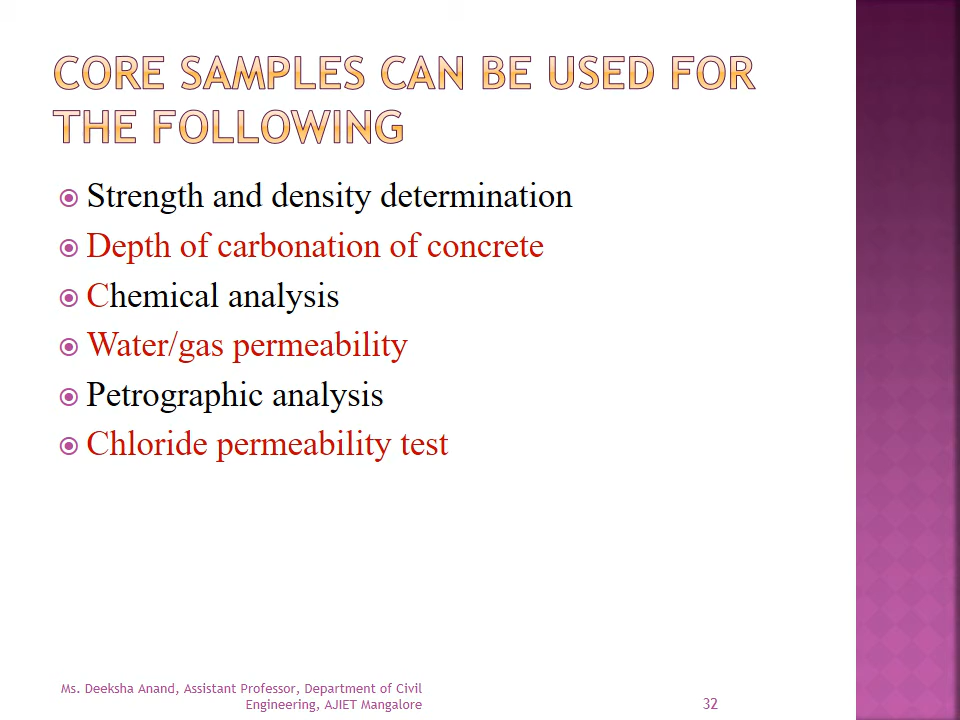 CORE SAMPLES CAN BE USED FOR
THE FOLLOWING
Strength and density determination
Depth of carbonation of concrete
Chemical analysis
Water/gas permeability
Petrographic analysis
Chloride permeability test
Ms. Deeksha Anand, Assistant Professor, Department of Civil
Engineering, AJIET Mangalore
32